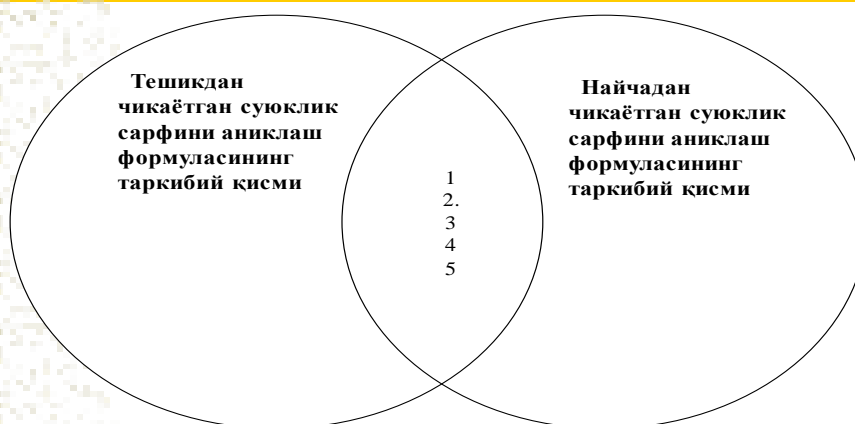 Тешикдан
чикаётган суюклик
сарфини аниклаш
формуласининг
таркибий қисми
Найчадан
чикаётган суюклик
сарфини аниклаш
формуласининг
таркибий қисми
1
2.
3
4
5